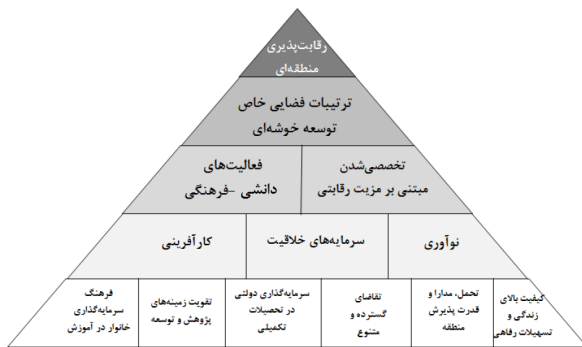 رقابت‌پذیری
منطقه‌ای
ترتیبات فضایی خاص
توسعه خوشه‌ای
تخصصی‌شدن
مبتنی بر مزیت رقابتی
فعالیت‌های
دانشی -فرهنگی
نوآوری
سرمایه‌های خلاقیت
کارآفرینی
کیفیت بالای
زندگی و
تسهیلات رفاهی
تحمل، مدارا و
قدرت پذیرش
منطقه
تقاضای
گسترده و
متنوع
سرمایه‌گذاری دولتی
در تحصیلات
تکمیلی
تقویت زمینه‌های
پژوهش و توسعه
فرهنگ
سرمایه‌گذاری
خانوار در آموزش